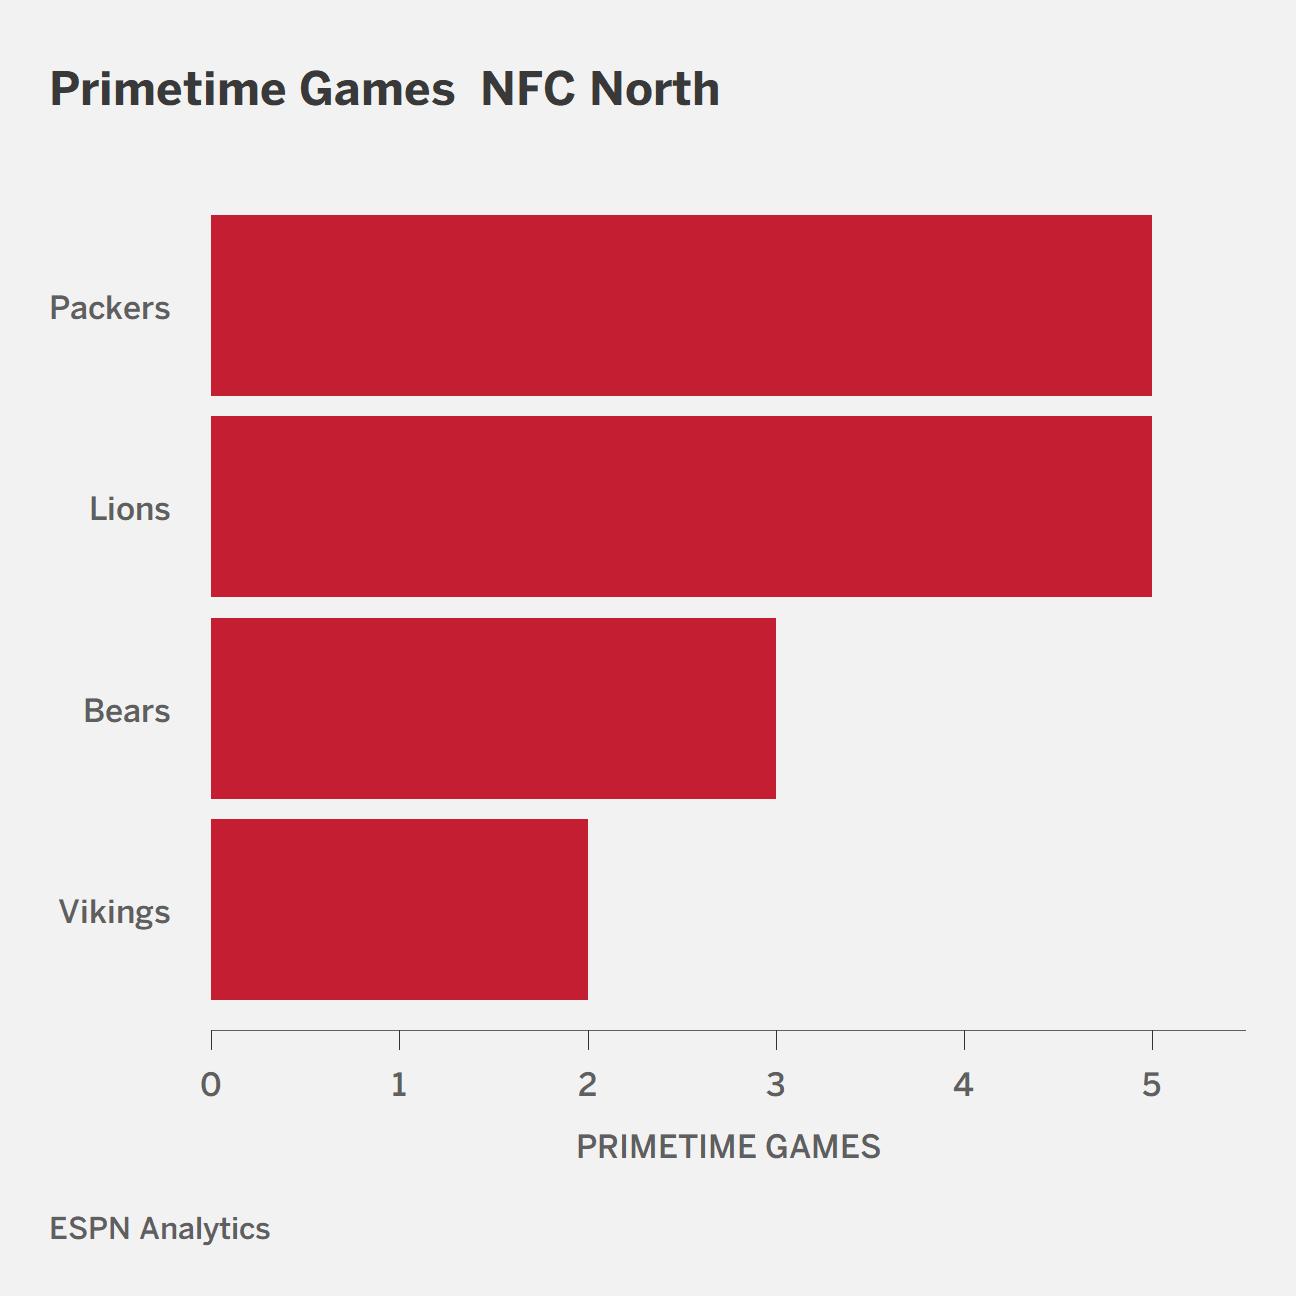 Primetime Games  NFC North
Packers
Lions
Bears
Vikings
0 1 2 3 4 5
PRIMETIME GAMES
ESPN Analytics